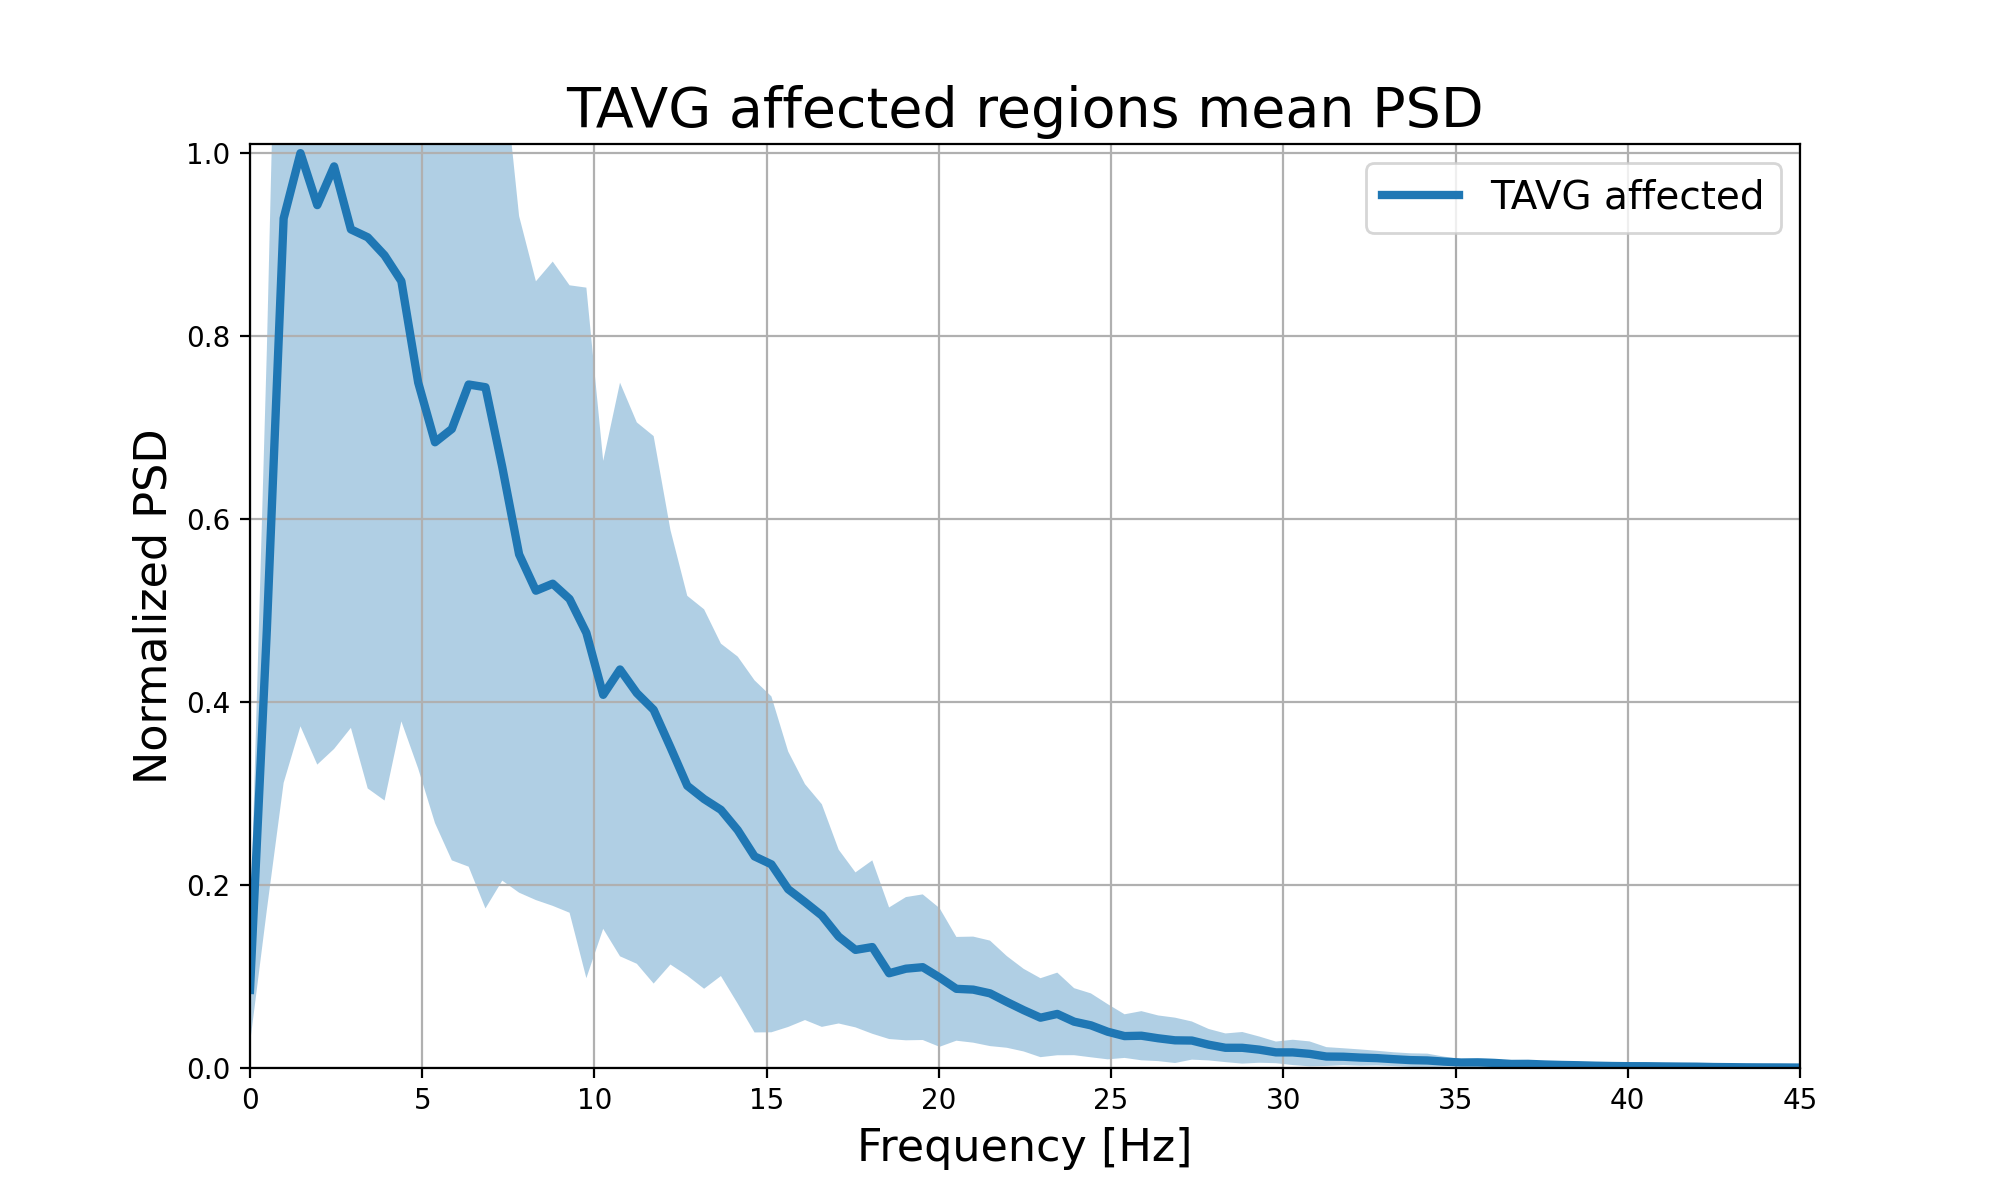 TAVG affected regions mean PSD
TAVG affected
Normalized PSD
1.0
0.8
0.6
0.4
0.2
0.0
0 5 10 15 20 25 30 35 40 45
Frequency [Hz]